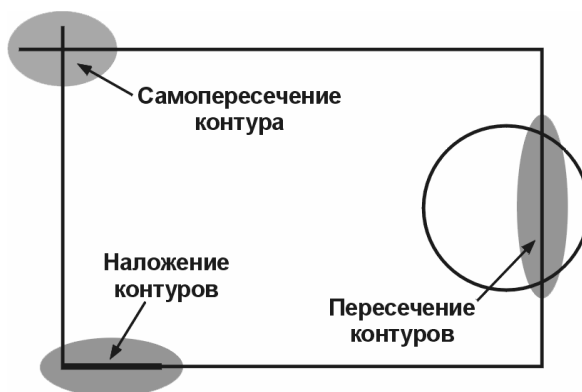 Самопересечение
контура
Наложение
контуров
Пересечение
контуров